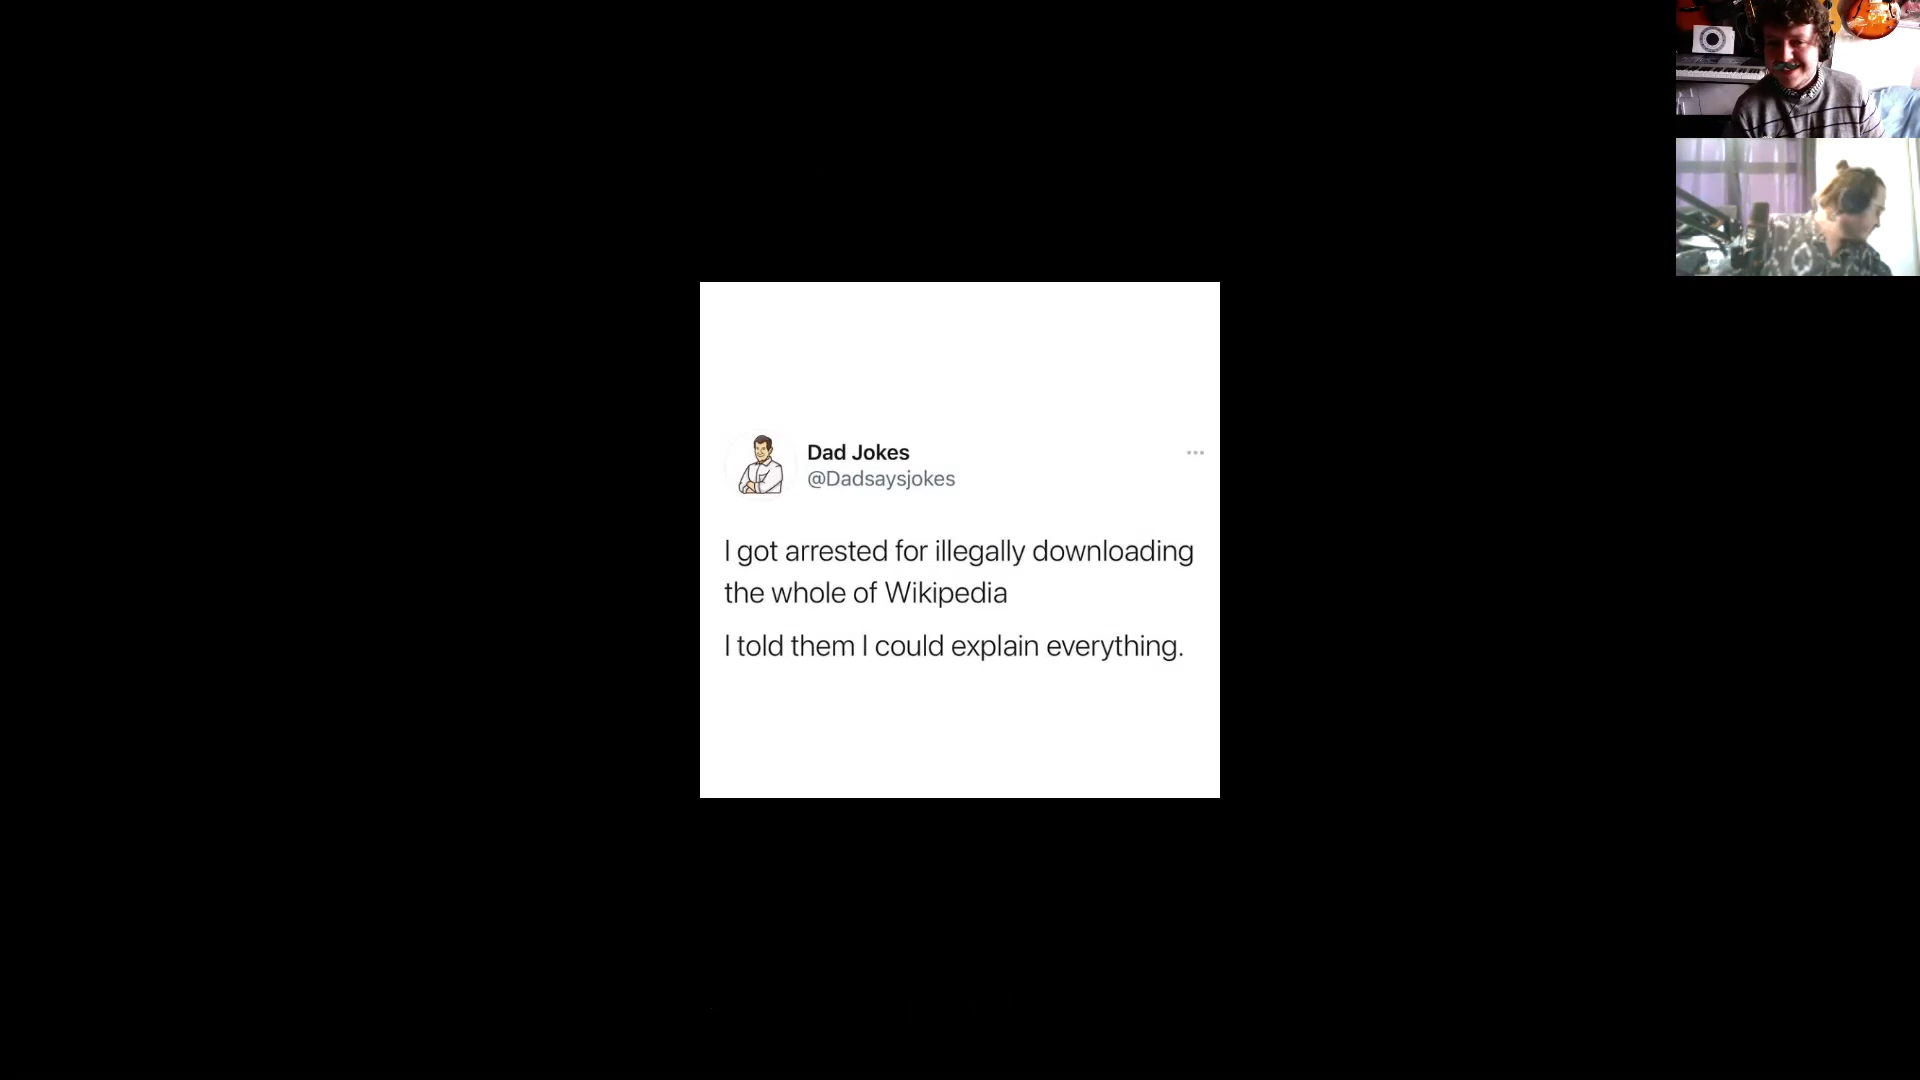 Dad Jokes
@Dadsaysjokes
I got arrested for illegally downloading
the whole of Wikipedia
I told them I could explain everything.